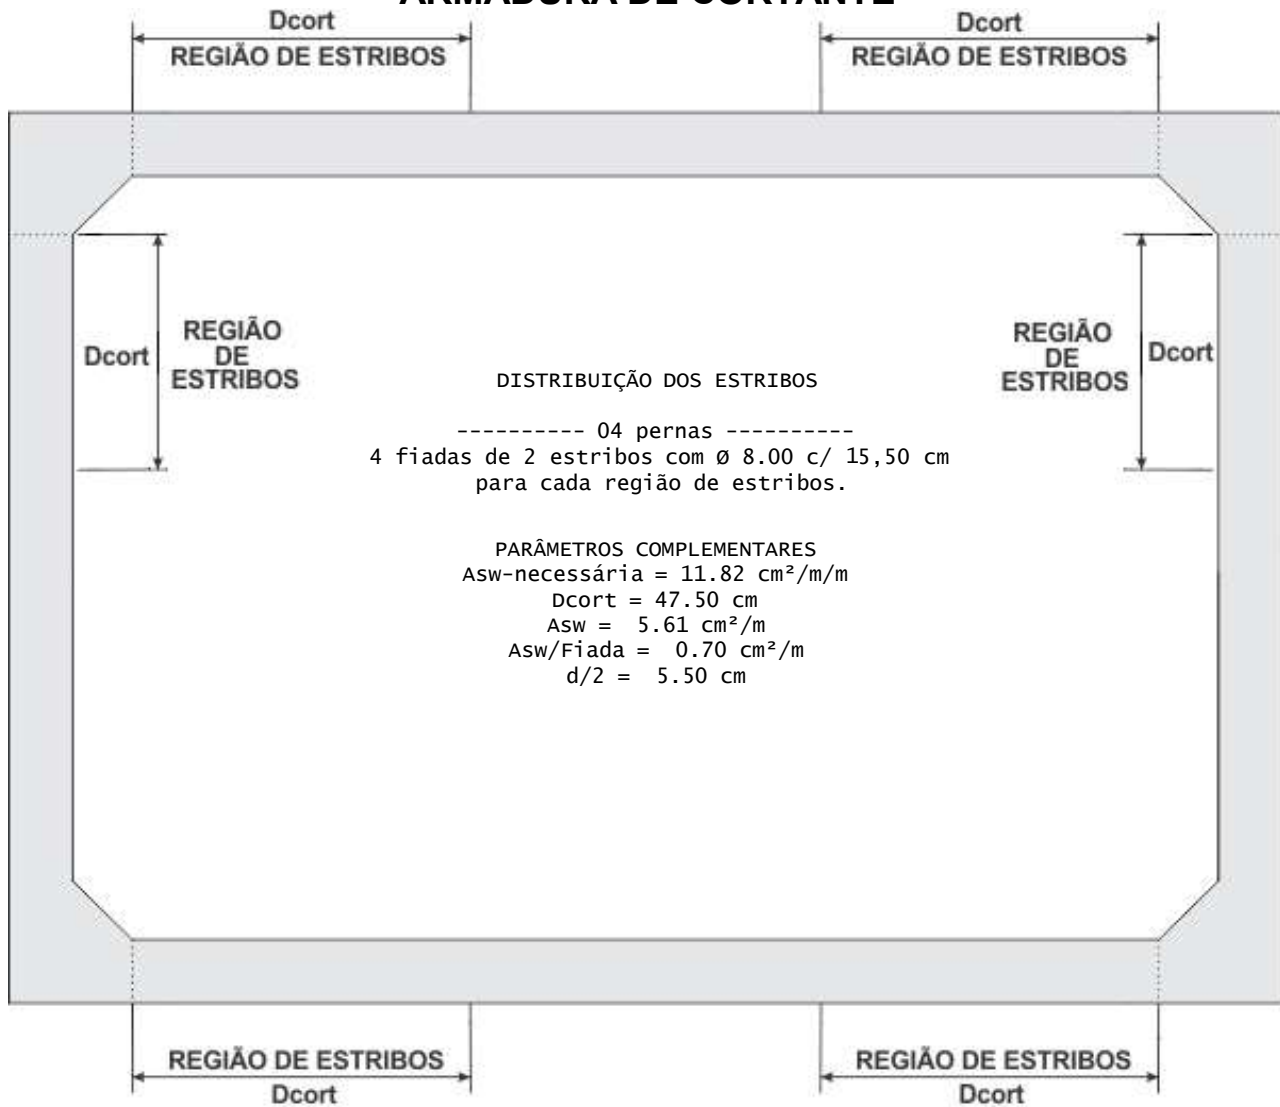 ARMADURA DE CORTANTE
Dcort
REGIÃO DE ESTRIBOS
Dcort
REGIÃO DE ESTRIBOS
Dcort
REGIÃO
DE
ESTRIBOS
REGIÃO
DE
ESTRIBOS
Dcort
DISTRIBUIÇÃO DOS ESTRIBOS
---------- 04 pernas ----------
4 fiadas de 2 estribos com Ø 8.00 c/ 15,50 cm
para cada região de estribos.
PARÂMETROS COMPLEMENTARES
Asw-necessária = 11.82 cm²/m/m
Dcort = 47.50 cm
Asw = 5.61 cm²/m
Asw/Fiada = 0.70 cm²/m
d/2 = 5.50 cm
REGIÃO DE ESTRIBOS
Dcort
REGIÃO DE ESTRIBOS
Dcort